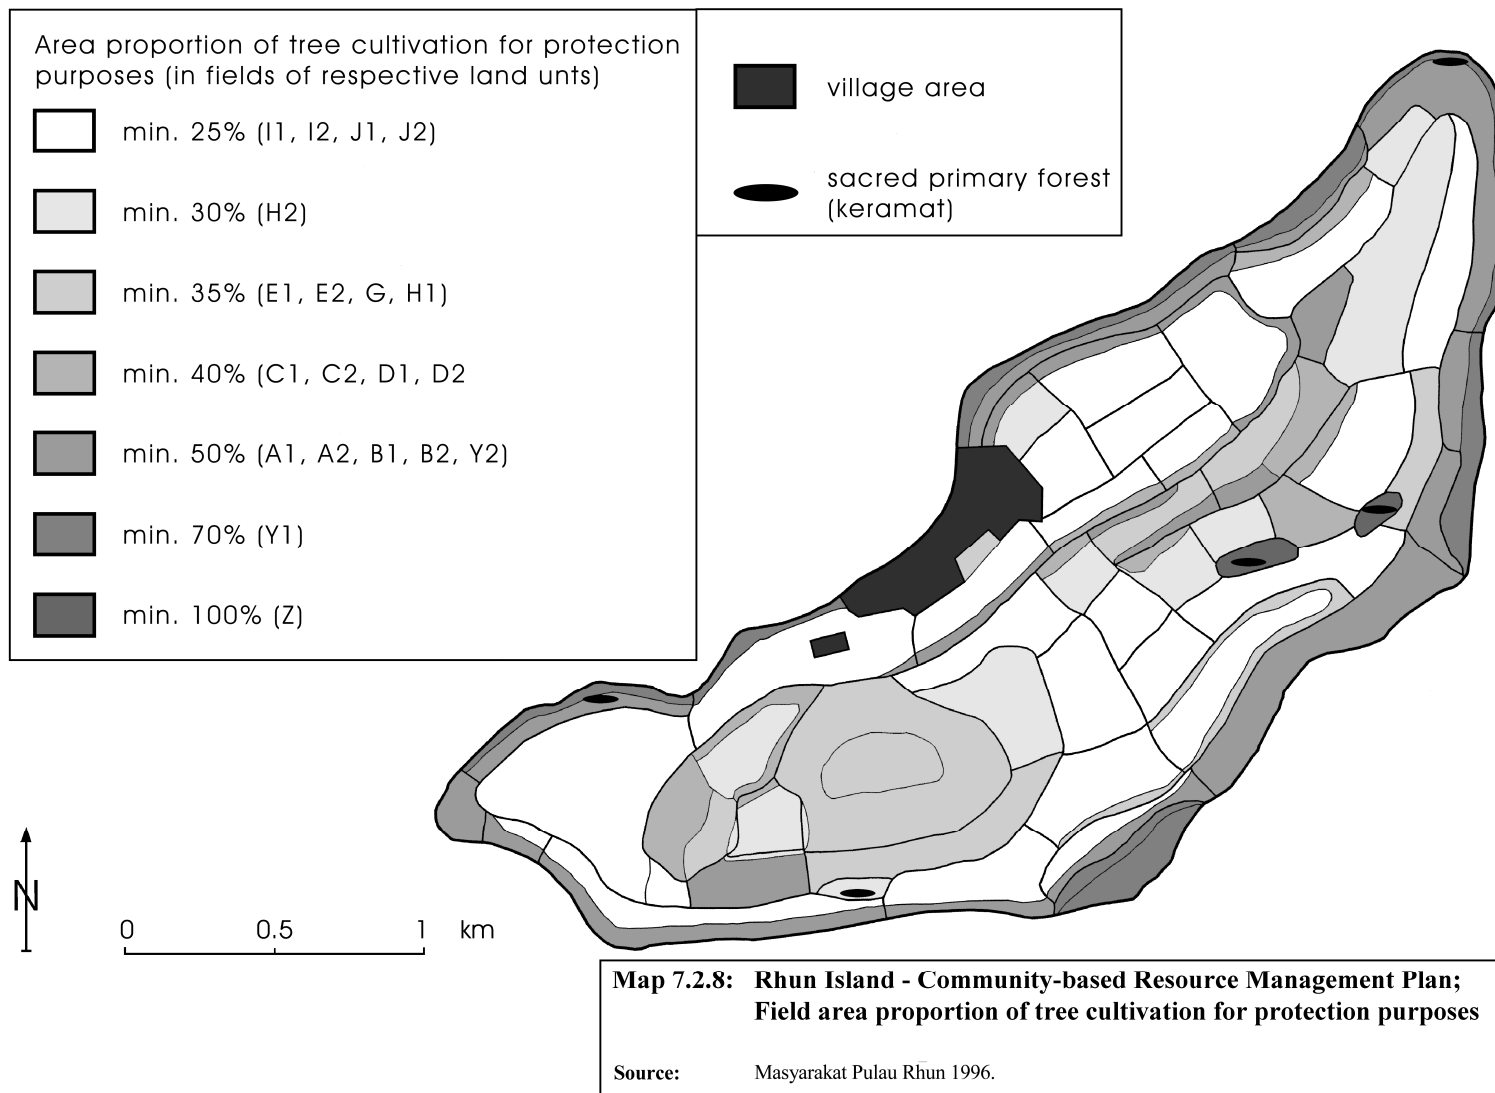 Area proportion of tree cultivation for protection
purposes (in fields of respective land unts)
min. 25% (I1, I2, J1, J2)
min. 30% (H2)
min. 35% (E1, E2, G, H1)
min. 40% (C1, C2, D1, D2
min. 50% (A1, A2, B1, B2, Y2)
min. 70% (Y1)
min. 100% (Z)
village area
sacred primary forest
(keramat)
N
0 0.5 1 km
Map 7.2.8: Rhun Island - Community-based Resource Management Plan;
Field area proportion of tree cultivation for protection purposes
Source: Masyarakat Pulau Rhun 1996.